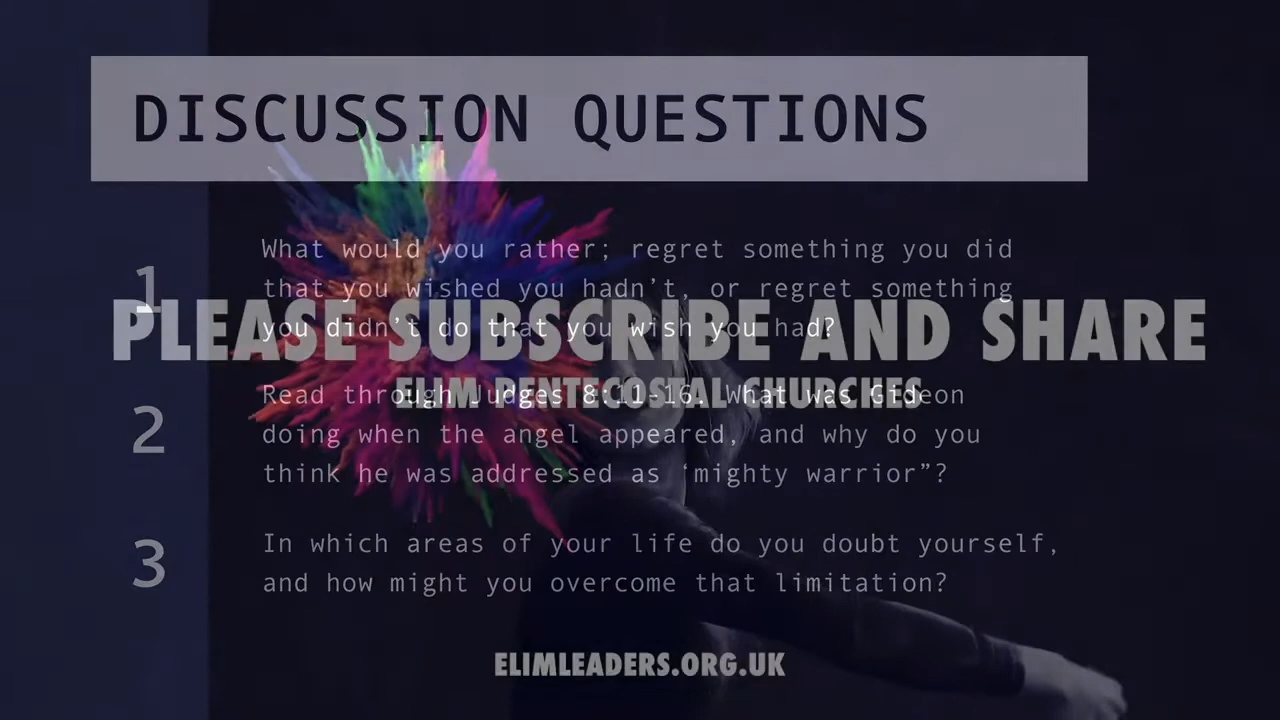 DISCUSSION QUESTIONS
1
What would you rather; regret something you did
that you wished you hadn't, or regret something
you didn't do that you wish you had?
PLEASE SUBSCRIBE AND SHARE
ELIM PENTECOSTAL CHURCHES
2
Read through Judges 8:11-16. What was Gideon
doing when the angel appeared, and why do you
think he was addressed as ‘mighty warrior”?
3
In which areas of your life do you doubt yourself,
and how might you overcome that limitation?
ELIMLEADERS.ORG.UK